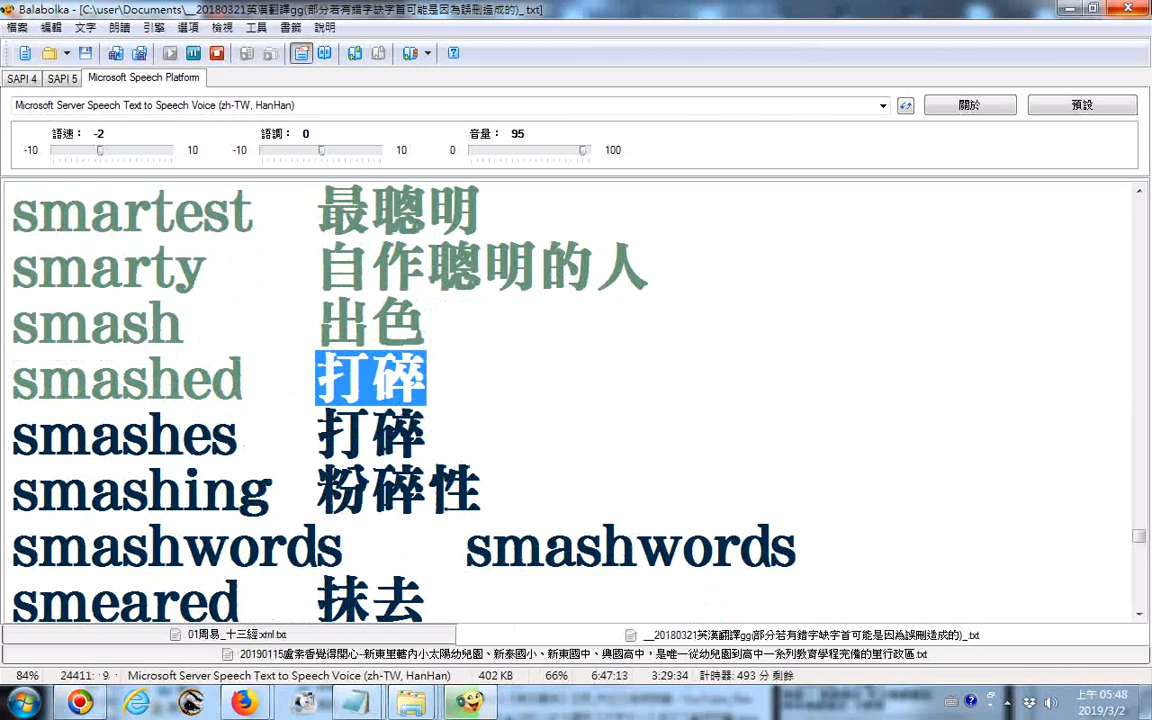 Balabolka - [C:\user\Documents\__20180321英漢翻譯gg(部分若有錯字缺字首可能是因為誤刪造成的)_.txt]
檔案 編輯 文字 朗讀 引擎 選項 檢視 工具 書籤 說明
SAPI 4 SAPI 5 Microsoft Speech Platform
Microsoft Server Speech Text to Speech Voice (zh-TW, HanHan) 關於 預設
語速： -2 語調： 0 音量： 95
-10 10 -10 10 0 100
smartest 最聰明
smarty 自作聰明的人
smash 出色
smashed 打碎
smashes 打碎
smashing 粉碎性
smashwords smashwords
smeared 抹去
01周易_十三經.xml.txt __20180321英漢翻譯gg(部分若有錯字缺字首可能是因為誤刪造成的)_.txt
20190115盧素香覺得開心-新東里轄內小太陽幼兒園、新泰國小、新東國中、興國高中，是唯一從幼兒園到高中一系列教育學程完備的里行政區.txt
84% 24411: 9 Microsoft Server Speech Text to Speech Voice (zh-TW, HanHan) 402 KB 66% 6:47:13 3:29:34 計時器: 493 分 剩餘
上午 05:48
2019/3/2